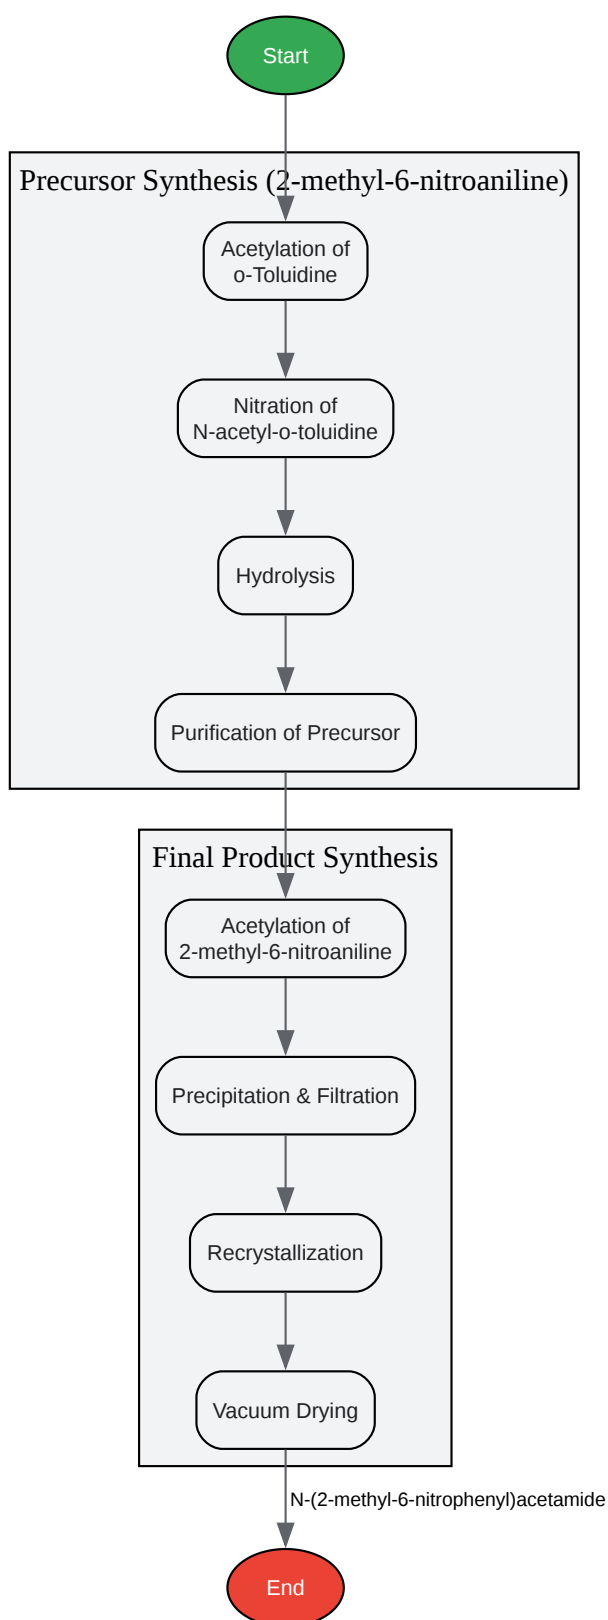 Start
Precursor Synthesis (2-methyl-6-nitroaniline)
Acetylation of
o-Toluidine
Nitration of
N-acetyl-o-toluidine
Hydrolysis
Purification of Precursor
Final Product Synthesis
Acetylation of
2-methyl-6-nitroaniline
Precipitation & Filtration
Recrystallization
Vacuum Drying
N-(2-methyl-6-nitrophenyl)acetamide
End